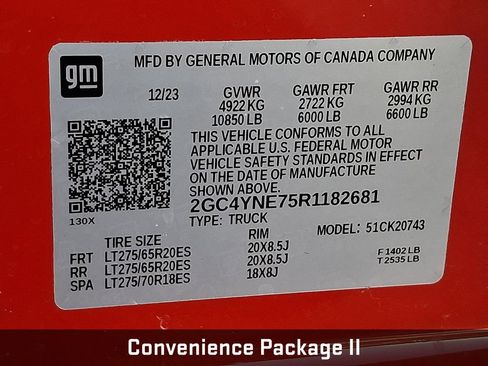 gm
MFD BY GENERAL MOTORS OF CANADA COMPANY
12/23 GVWR GAWR FRT GAWR RR
4922 KG 2722 KG 2994 KG
10850 LB 6000 LB 6600 LB
THIS VEHICLE CONFORMS TO ALL
APPLICABLE U.S. FEDERAL MOTOR
VEHICLE SAFETY STANDARDS IN EFFECT
ON THE DATE OF MANUFACTURE
SHOWN ABOVE.
2GC4YNE75R1182681
130X TYPE: TRUCK MODEL: 51CK20743
TIRE SIZE RIM
FRT LT275/65R20ES 20X8.5J F 1402 LB
RR LT275/65R20ES 20X8.5J T 2535 LB
SPA LT275/70R18ES 18X8J
Convenience Package II